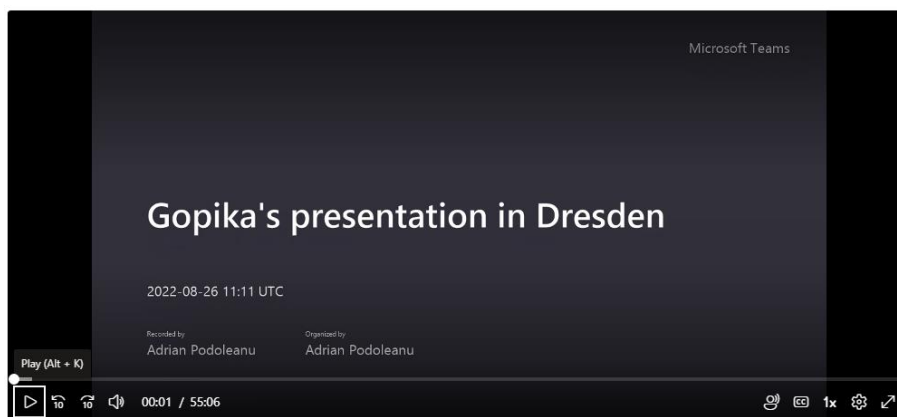 Microsoft Teams
Gopika's presentation in Dresden
2022-08-26 11:11 UTC
Recorded by
Organized by
Adrian Podoleanu
Adrian Podoleanu
Play (Alt + K)
10
10
00:01 / 55:06
CC
1x